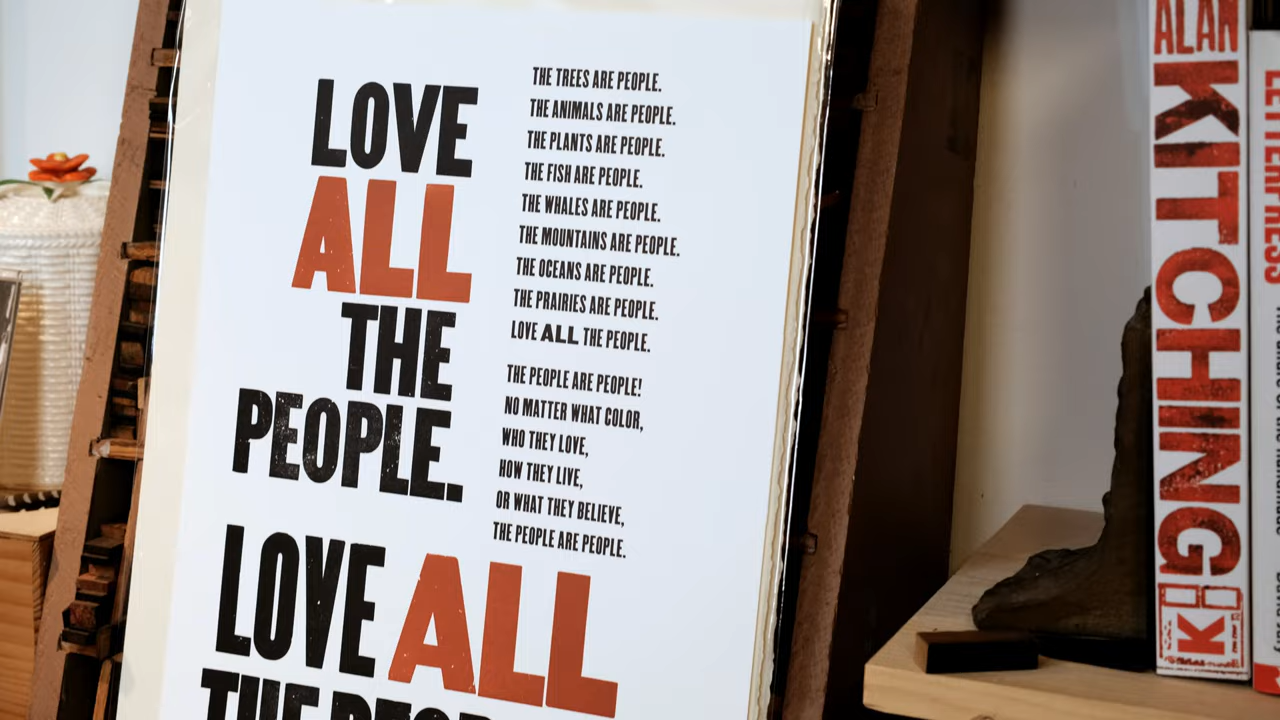 LOVE
ALL
THE
PEOPLE.
THE TREES ARE PEOPLE.
THE ANIMALS ARE PEOPLE.
THE PLANTS ARE PEOPLE.
THE FISH ARE PEOPLE.
THE WHALES ARE PEOPLE.
THE MOUNTAINS ARE PEOPLE.
THE OCEANS ARE PEOPLE.
THE PRAIRIES ARE PEOPLE.
LOVE ALL THE PEOPLE.
THE PEOPLE ARE PEOPLE!
NO MATTER WHAT COLOR,
WHO THEY LOVE,
HOW THEY LIVE,
OR WHAT THEY BELIEVE,
THE PEOPLE ARE PEOPLE.
LOVE ALL
THE
ALAN
KITCHING
K
LETTERPRESS